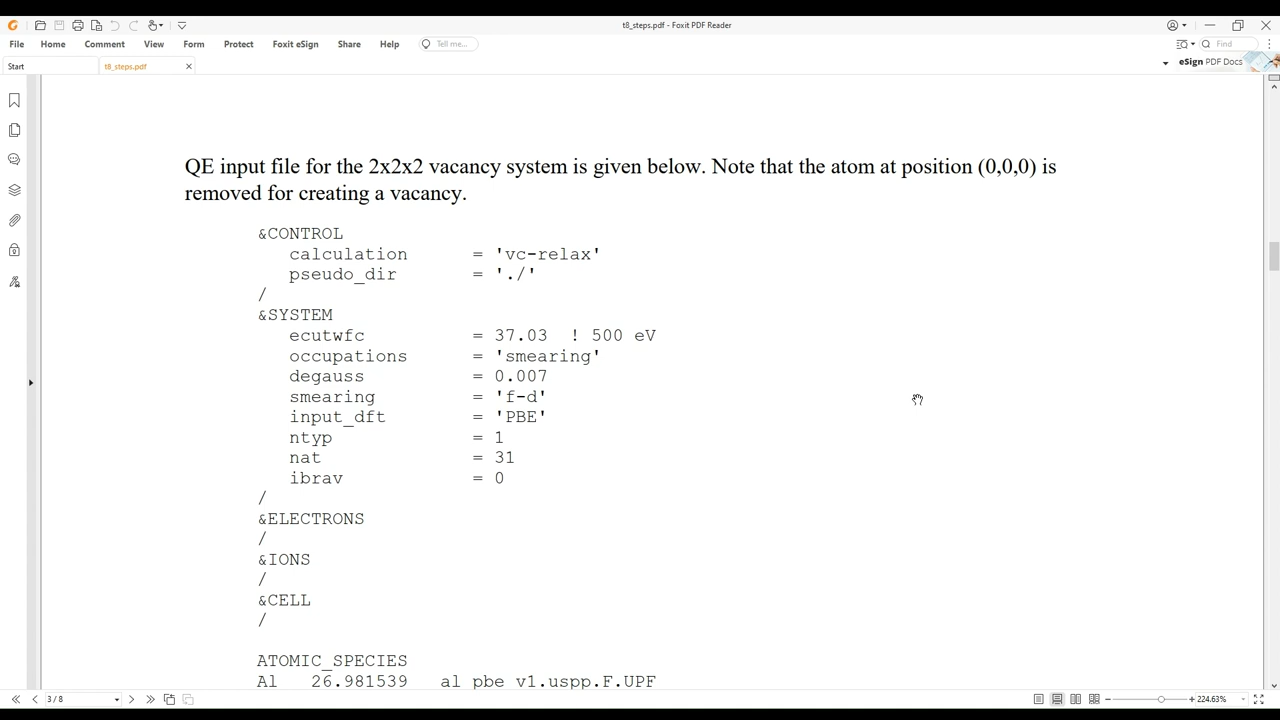 t8_steps.pdf - Foxit PDF Reader
File Home Comment View Form Protect Foxit eSign Share Help Tell me... Find
Start t8_steps.pdf eSign PDF Docs
QE input file for the 2x2x2 vacancy system is given below. Note that the atom at position (0,0,0) is
removed for creating a vacancy.
&CONTROL
calculation = 'vc-relax'
pseudo_dir = './'
/
&SYSTEM
ecutwfc = 37.03 ! 500 eV
occupations = 'smearing'
degauss = 0.007
smearing = 'f-d'
input_dft = 'PBE'
ntyp = 1
nat = 31
ibrav = 0
/
&ELECTRONS
/
&IONS
/
&CELL
/
ATOMIC_SPECIES
Al 26.981539 al_pbe_v1.uspp.F.UPF
3 / 8 224.63%